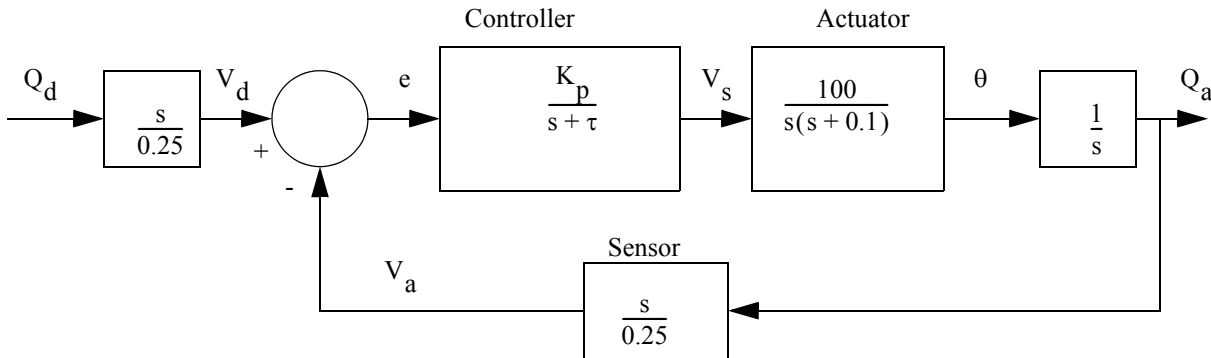 Controller
Actuator
Q_d
s
0.25
V_d
+
-
e
K_p
s + τ
V_s
100
s(s + 0.1)
θ
1
s
Q_a
Sensor
V_a
s
0.25